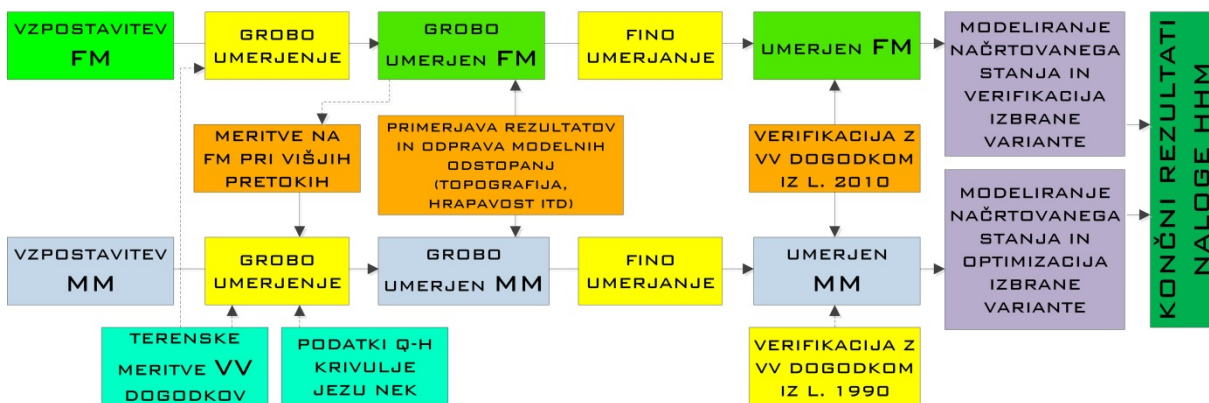 VZPOSTAVITEV
FM
GROBO
UMERJENJE
GROBO
UMERJEN FM
FINO
UMERJANJE
UMERJEN FM
MODELIRANJE
NAČRTOVANEGA
STANJA IN
VERIFIKACIJA
IZBRANE
VARIANTE
MERITVE NA
FM PRI VIŠJIH
PRETOKIH
PRIMERJAVA REZULTATOV
IN ODPRAVA MODELNIH
ODSTOPANJ
(TOPOGRAFIJA,
HRAPAVOST ITD)
VERIFIKACIJA Z
VV DOGODKOM
IZ L. 2010
VZPOSTAVITEV
MM
GROBO
UMERJENJE
GROBO
UMERJEN MM
FINO
UMERJANJE
UMERJEN
MM
MODELIRANJE
NAČRTOVANEGA
STANJA IN
OPTIMIZACIJA
IZBRANE
VARIANTE
TERENSKE
MERITVE VV
DOGODKOV
PODATKI Q-H
KRIVULJE
JEZU NEK
VERIFIKACIJA Z
VV DOGODKOM
IZ L. 1990
KONČNI REZULTATI
NALOGE HHM